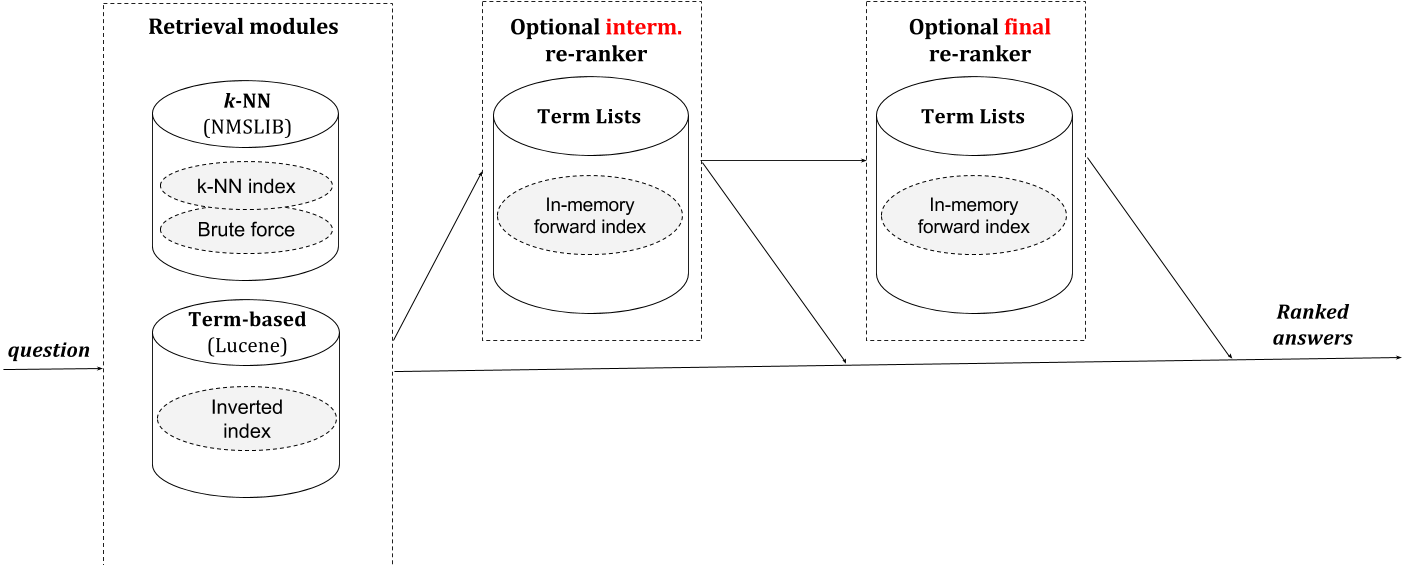 Retrieval modules
k-NN
(NMSLIB)
k-NN index
Brute force
Term-based
(Lucene)
Inverted
index
question
Optional interm.
re-ranker
Term Lists
In-memory
forward index
Optional final
re-ranker
Term Lists
In-memory
forward index
Ranked
answers